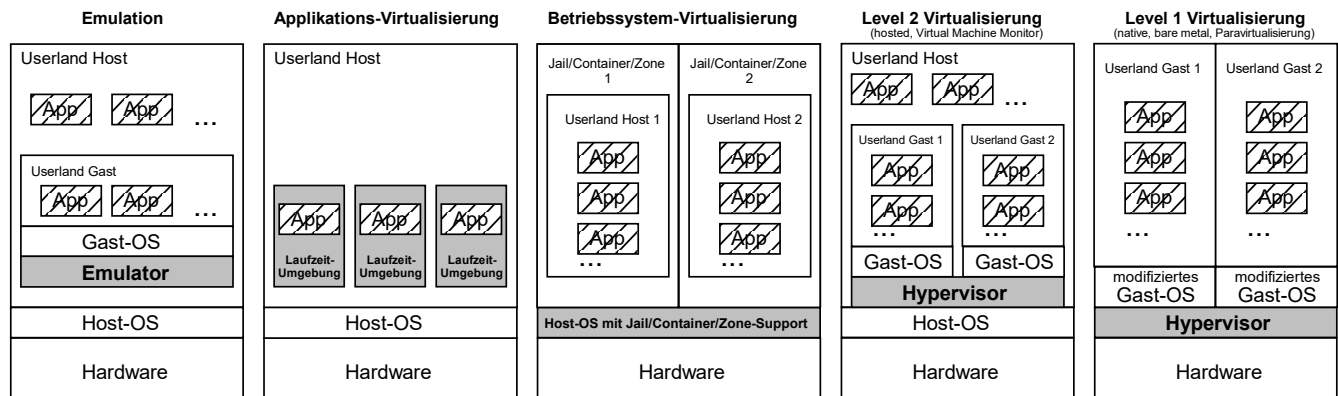 Emulation
Userland Host
App App ...
Userland Gast
App App ...
Gast-OS
Emulator
Host-OS
Hardware
Applikations-Virtualisierung
Userland Host
App App App
Laufzeit- Laufzeit- Laufzeit-
Umgebung Umgebung Umgebung
Host-OS
Hardware
Betriebssystem-Virtualisierung
Jail/Container/Zone
1
Userland Host 1
App
App
App
...
Jail/Container/Zone
2
Userland Host 2
App
App
App
...
Host-OS mit Jail/Container/Zone-Support
Hardware
Level 2 Virtualisierung
(hosted, Virtual Machine Monitor)
Userland Host
App App ...
Userland Gast 1
App
App
...
Gast-OS
Userland Gast 2
App
App
...
Gast-OS
Hypervisor
Host-OS
Hardware
Level 1 Virtualisierung
(native, bare metal, Paravirtualisierung)
Userland Gast 1
App
App
App
...
modifiziertes
Gast-OS
Userland Gast 2
App
App
App
...
modifiziertes
Gast-OS
Hypervisor
Hardware